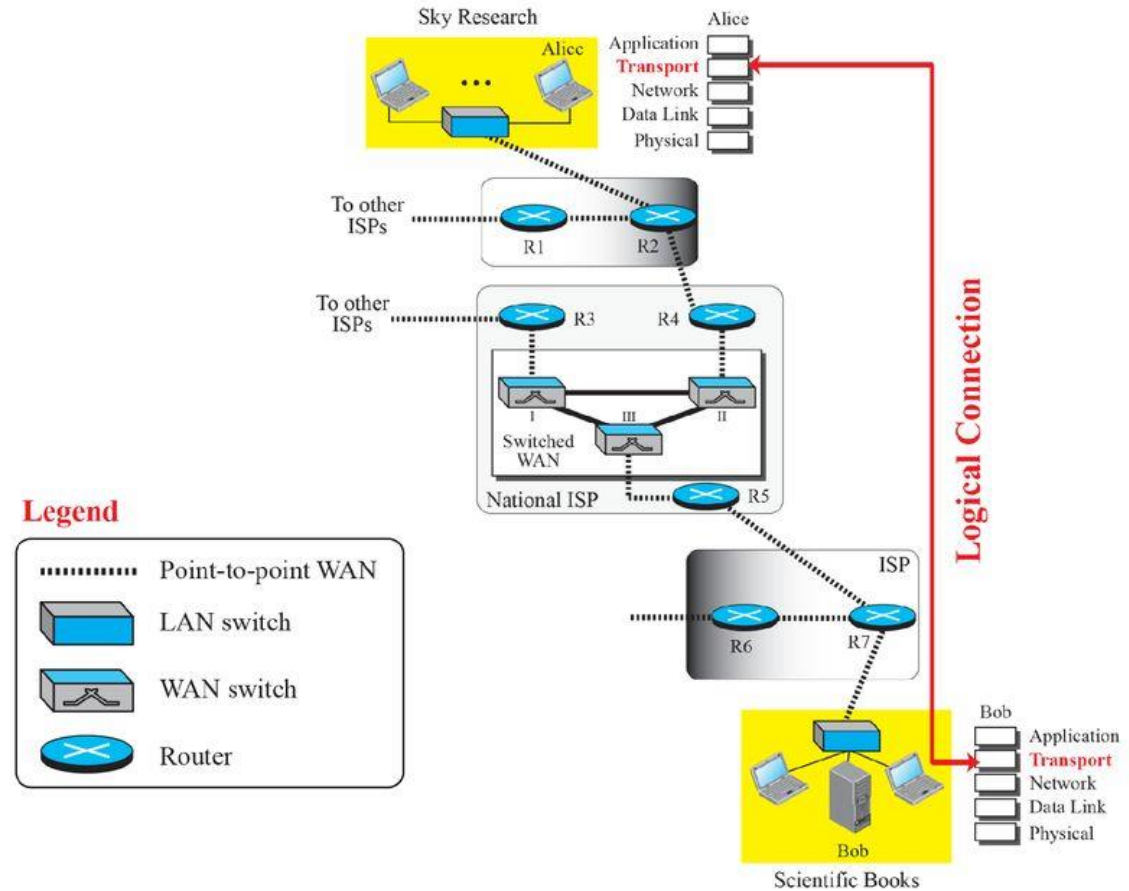 Sky Research
Alice
Alice
Application
Transport
Network
Data Link
Physical
To other
ISPs
R1
R2
To other
ISPs
R3
R4
I
II
III
Switched
WAN
National ISP
R5
ISP
R6
R7
Logical Connection
Legend
Point-to-point WAN
LAN switch
WAN switch
Router
Bob
Application
Transport
Network
Data Link
Physical
Bob
Scientific Books